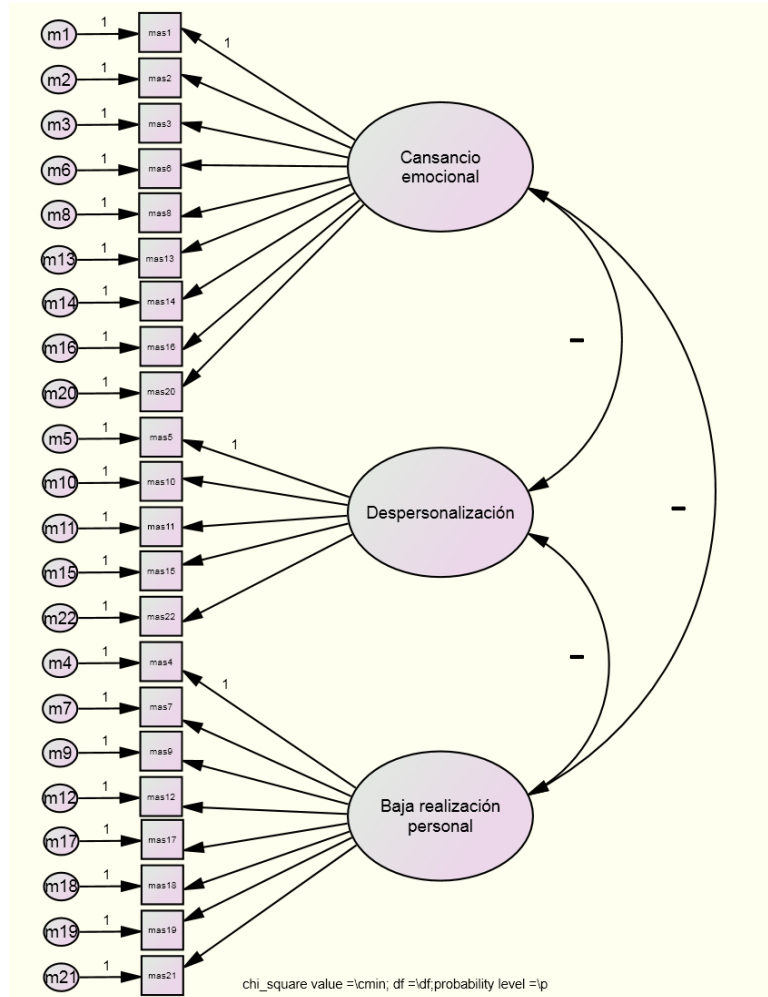 m1 1 mas1 1
m2 1 mas2
m3 1 mas3
m6 1 mas6
Cansancio
emocional
m8 1 mas8
m13 1 mas13
m14 1 mas14
m16 1 mas16
m20 1 mas20
m5 1 mas5 1
m10 1 mas10
m11 1 mas11
Despersonalización
m15 1 mas15
m22 1 mas22
m4 1 mas4 1
m7 1 mas7
m9 1 mas9
m12 1 mas12
Baja realización
personal
m17 1 mas17
m18 1 mas18
m19 1 mas19
m21 1 mas21
chi_square value =\cmin; df =\df;probability level =\p